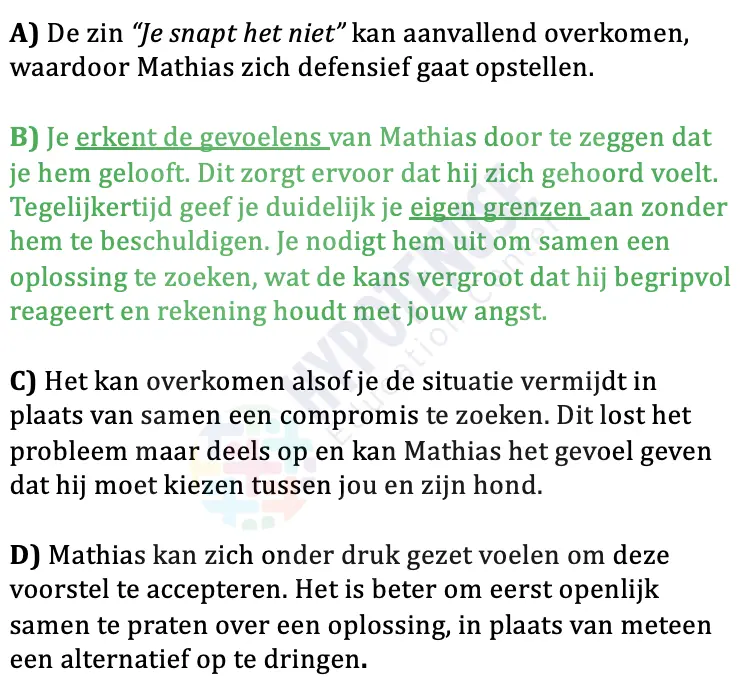 A) De zin “Je snapt het niet” kan aanvallend overkomen,
waardoor Mathias zich defensief gaat opstellen.
B) Je erkent de gevoelens van Mathias door te zeggen dat
je hem gelooft. Dit zorgt ervoor dat hij zich gehoord voelt.
Tegelijkertijd geef je duidelijk je eigen grenzen aan zonder
hem te beschuldigen. Je nodigt hem uit om samen een
oplossing te zoeken, wat de kans vergroot dat hij begripvol
reageert en rekening houdt met jouw angst.
C) Het kan overkomen alsof je de situatie vermijdt in
plaats van samen een compromis te zoeken. Dit lost het
probleem maar deels op en kan Mathias het gevoel geven
dat hij moet kiezen tussen jou en zijn hond.
D) Mathias kan zich onder druk gezet voelen om deze
voorstel te accepteren. Het is beter om eerst openlijk
samen te praten over een oplossing, in plaats van meteen
een alternatief op te dringen.
HYPOTENUSE
Education Center